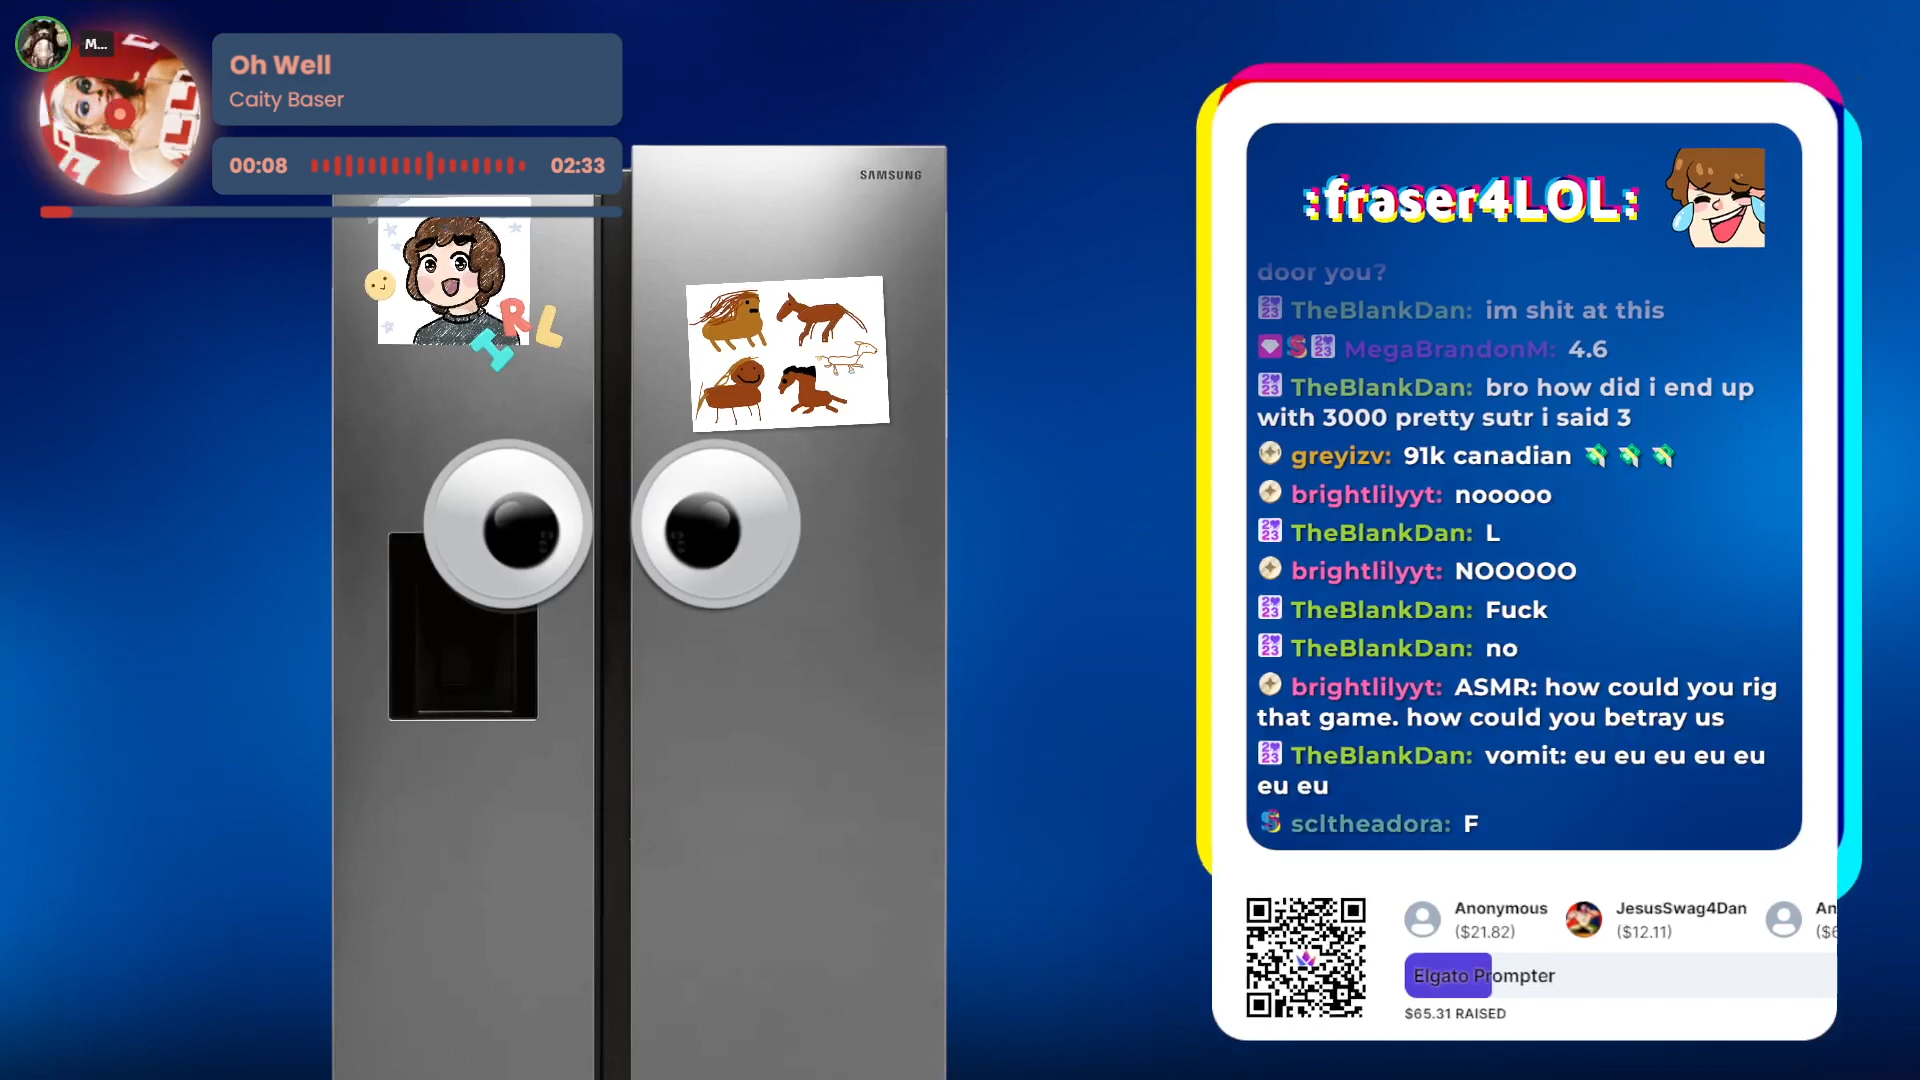 M...
Oh Well
Caity Baser
00:08
02:33
SAMSUNG
R
L
I
:fraser4LOL:
door you?
TheBlankDan: im shit at this
MegaBrandonM: 4.6
TheBlankDan: bro how did i end up
with 3000 pretty sutr i said 3
greyizv: 91k canadian 💸 💸 💸
brightlilyyt: nooooo
TheBlankDan: L
brightlilyyt: NOOOOO
TheBlankDan: Fuck
TheBlankDan: no
brightlilyyt: ASMR: how could you rig
that game. how could you betray us
TheBlankDan: vomit: eu eu eu eu eu
eu eu
scltheadora: F
Anonymous
($21.82)
JesusSwag4Dan
($12.11)
An
($6
Elgato Prompter
$65.31 RAISED